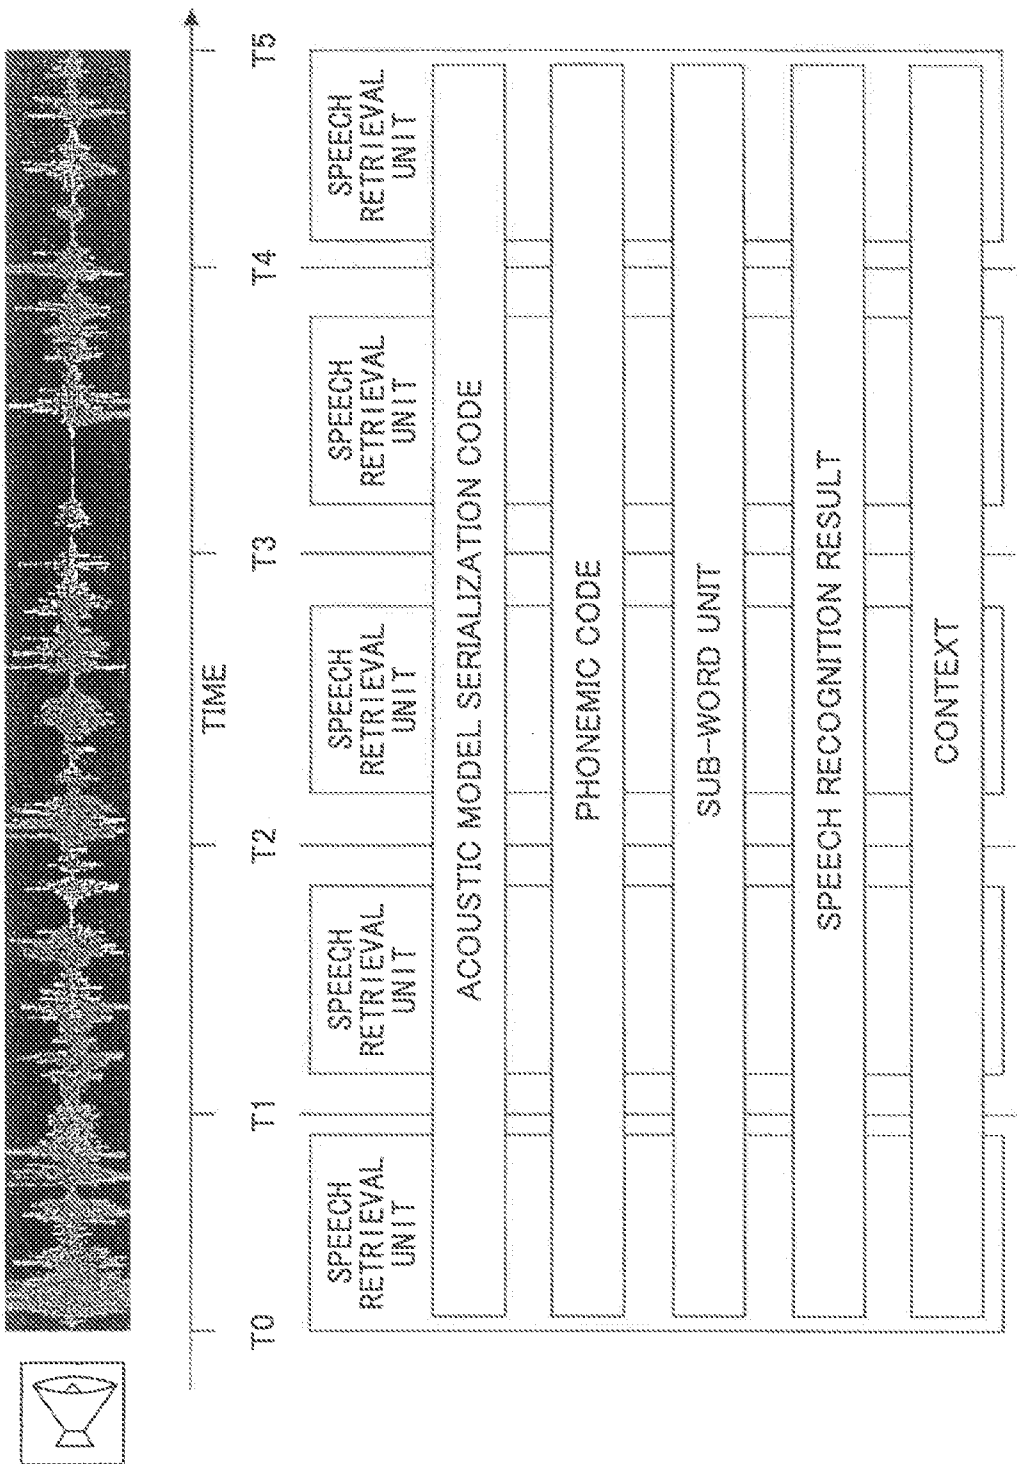 TIME
T0
T1
T2
T3
T4
T5
SPEECH
RETRIEVAL
UNIT
SPEECH
RETRIEVAL
UNIT
SPEECH
RETRIEVAL
UNIT
SPEECH
RETRIEVAL
UNIT
SPEECH
RETRIEVAL
UNIT
ACOUSTIC MODEL SERIALIZATION CODE
PHONEMIC CODE
SUB-WORD UNIT
SPEECH RECOGNITION RESULT
CONTEXT